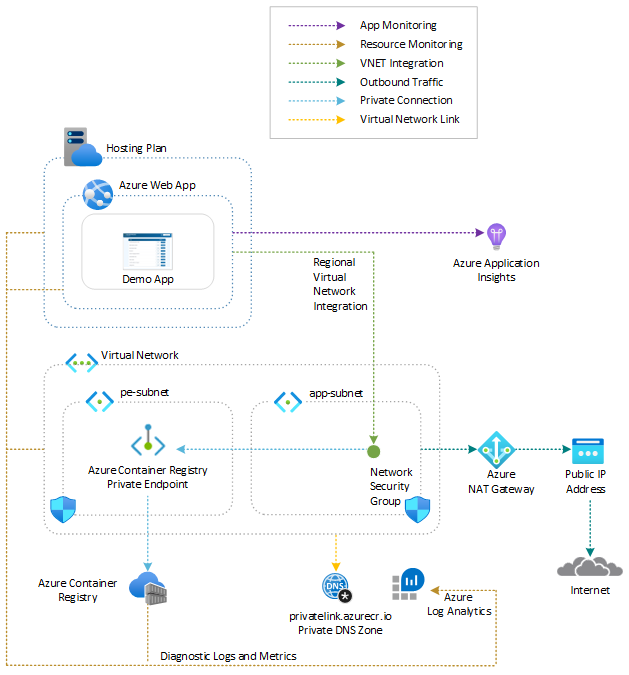 App Monitoring
Resource Monitoring
VNET Integration
Outbound Traffic
Private Connection
Virtual Network Link
Hosting Plan
Azure Web App
Demo App
Azure Application
Insights
Regional
Virtual
Network
Integration
Virtual Network
pe-subnet
app-subnet
Azure Container Registry
Private Endpoint
Network
Security
Group
Azure
NAT Gateway
Public IP
Address
Azure Container
Registry
DNS
privatelink.azurecr.io
Private DNS Zone
Azure
Log Analytics
Internet
Diagnostic Logs and Metrics